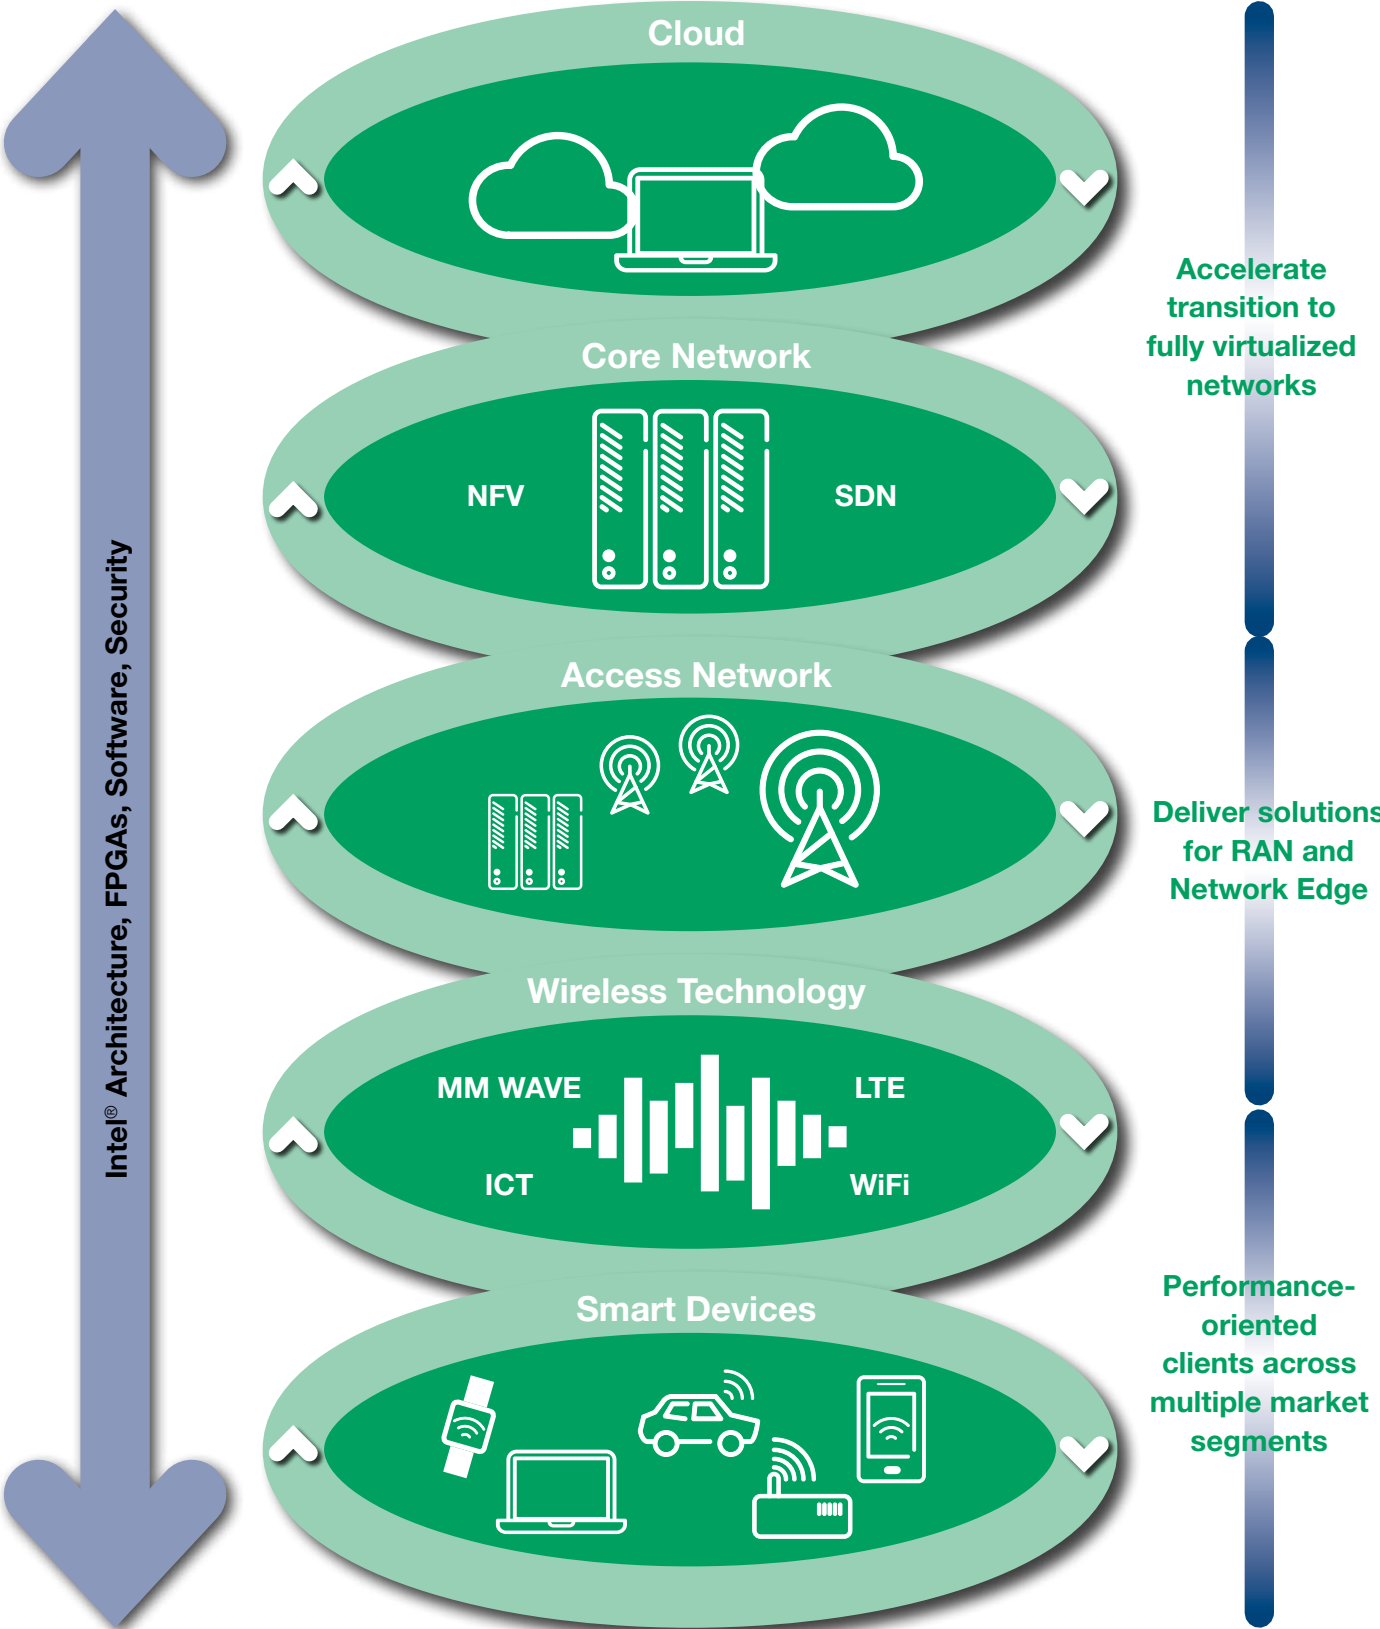 Cloud
Accelerate
transition to
fully virtualized
networks
Core Network
NFV
SDN
Intel® Architecture, FPGAs, Software, Security
Access Network
Deliver solutions
for RAN and
Network Edge
Wireless Technology
MM WAVE
LTE
ICT
WiFi
Smart Devices
Performance-
oriented
clients across
multiple market
segments